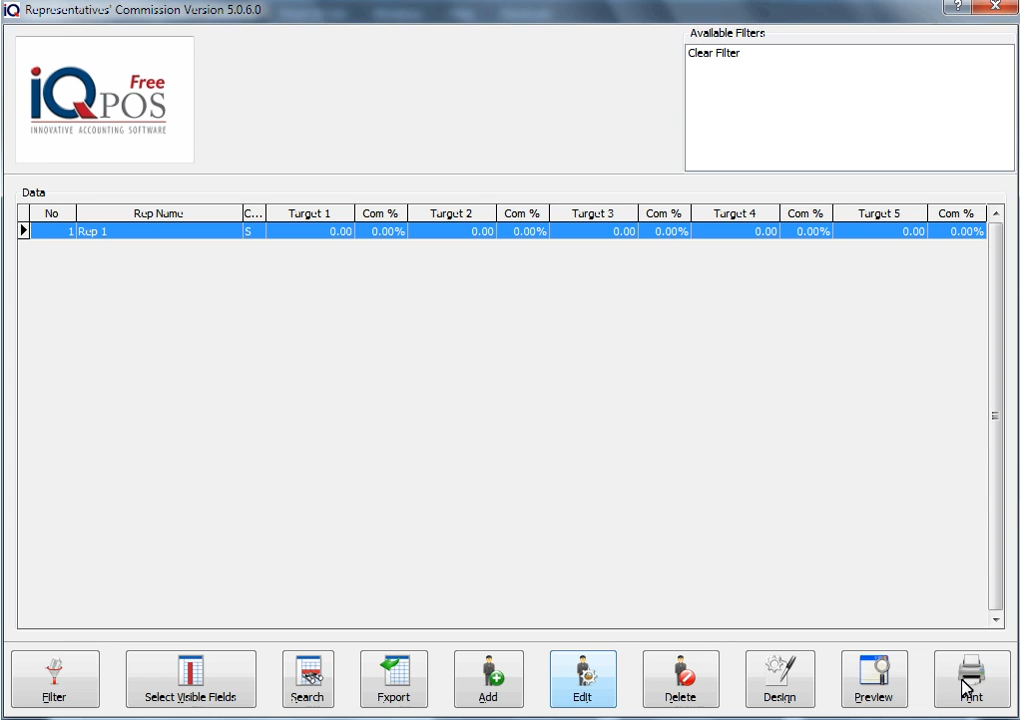 iQ Representatives' Commission Version 5.0.6.0
?
Available Filters
Clear Filter
iQ POS Free
INNOVATIVE ACCOUNTING SOFTWARE
Data
No Rep Name C... Target 1 Com % Target 2 Com % Target 3 Com % Target 4 Com % Target 5 Com %
1 Rep 1 S 0.00 0.00% 0.00 0.00% 0.00 0.00% 0.00 0.00% 0.00 0.00%
Filter Select Visible Fields Search Export Add Edit Delete Design Preview Print